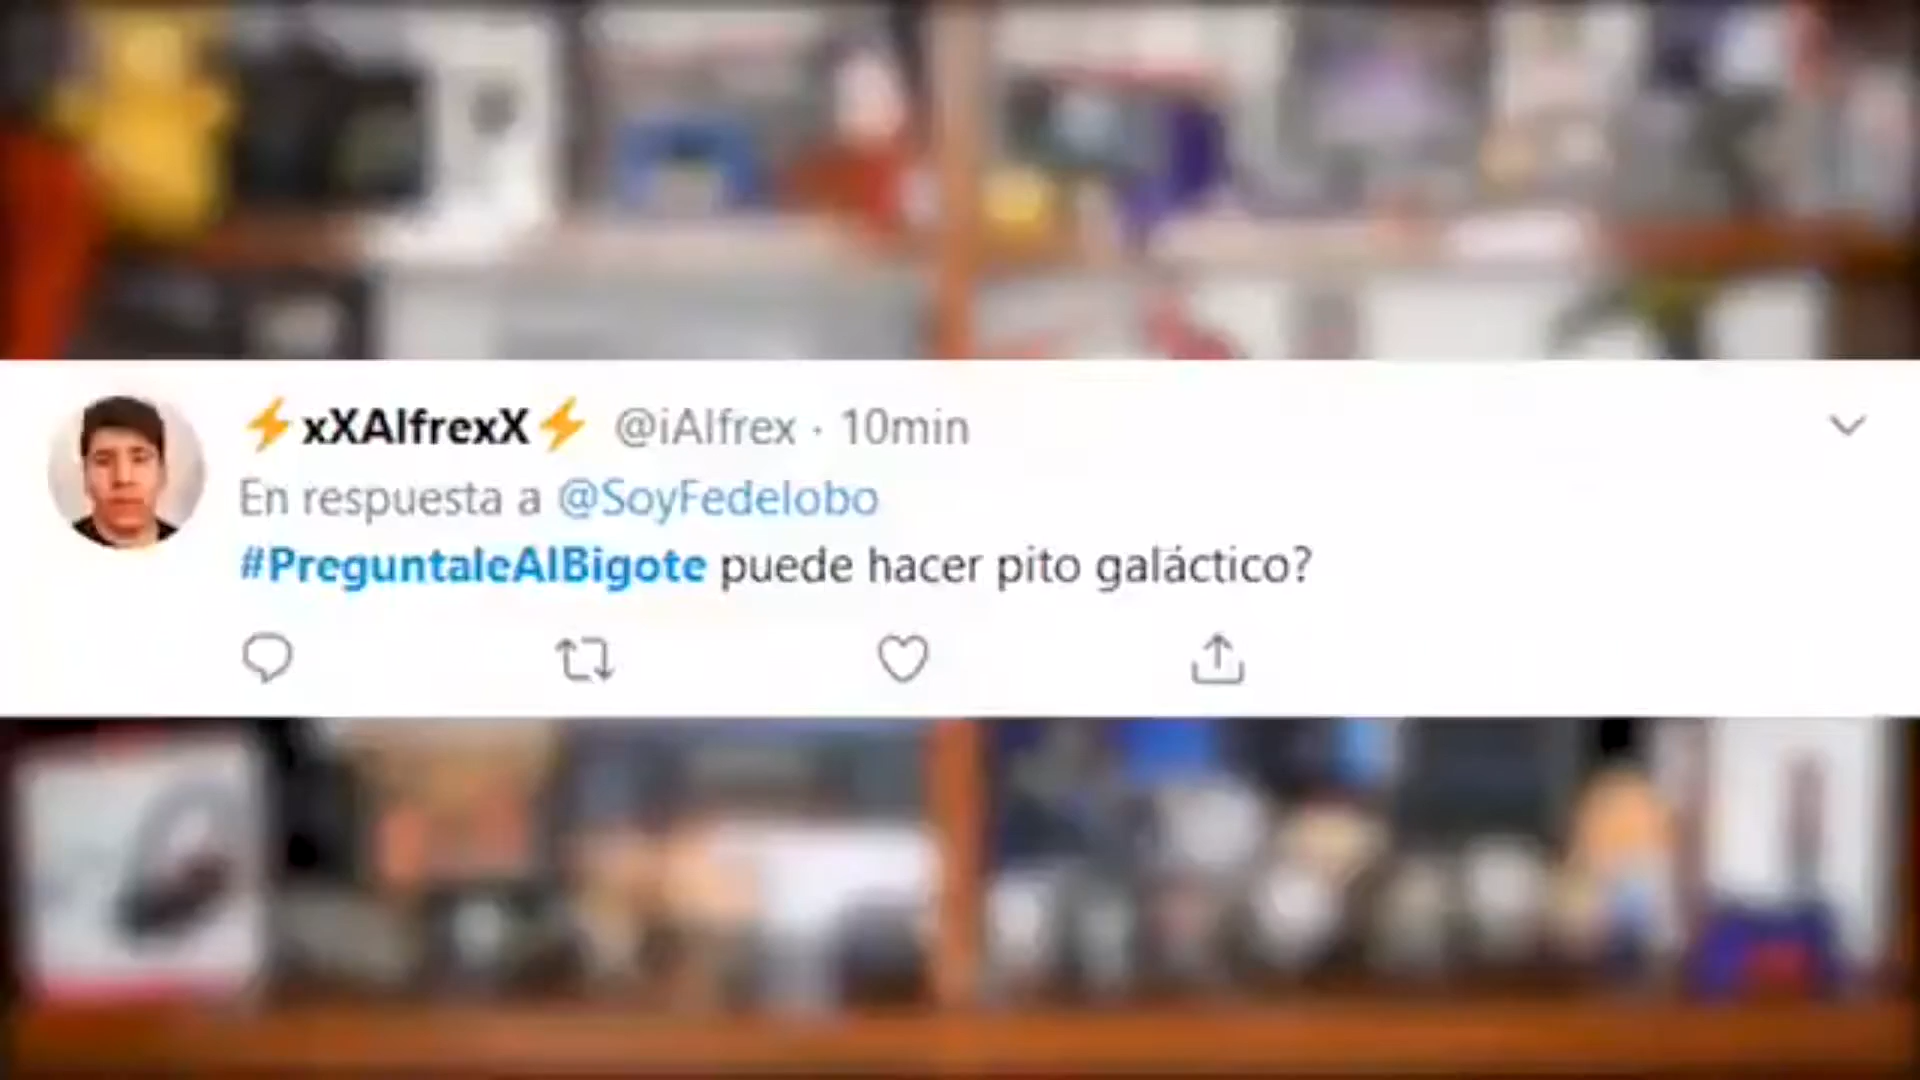 ⚡xXAlfrexX⚡ @iAlfrex · 10min
En respuesta a @SoyFedelobo
#PreguntaleAlBigote puede hacer pito galáctico?